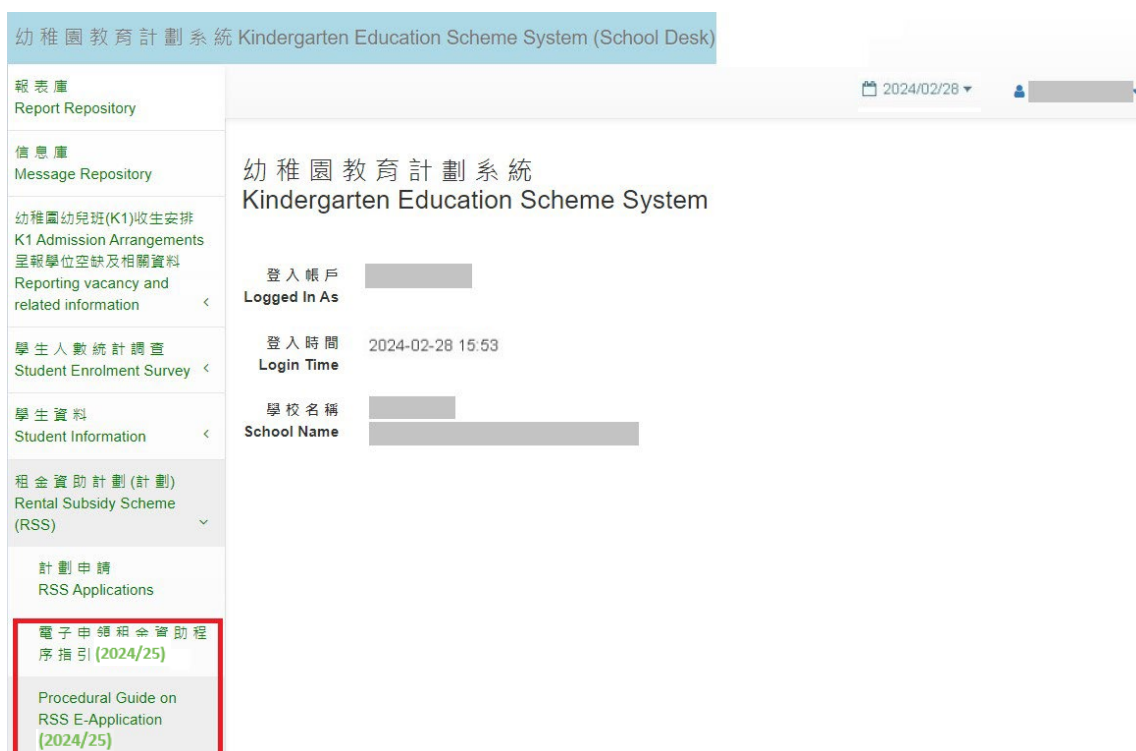 幼稚園教育計劃系統 Kindergarten Education Scheme System (School Desk)
2024/02/28
報表庫
Report Repository
信息庫
Message Repository
幼稚園幼兒班(K1)收生安排
K1 Admission Arrangements
呈報學位空缺及相關資料
Reporting vacancy and
related information
學生人數統計調查
Student Enrolment Survey
學生資料
Student Information
租金資助計劃(計劃)
Rental Subsidy Scheme
(RSS)
計劃申請
RSS Applications
電子申領租金資助程
序指引(2024/25)
Procedural Guide on
RSS E-Application
(2024/25)
幼稚園教育計劃系統
Kindergarten Education Scheme System
登入帳戶
Logged In As
登入時間
Login Time
2024-02-28 15:53
學校名稱
School Name